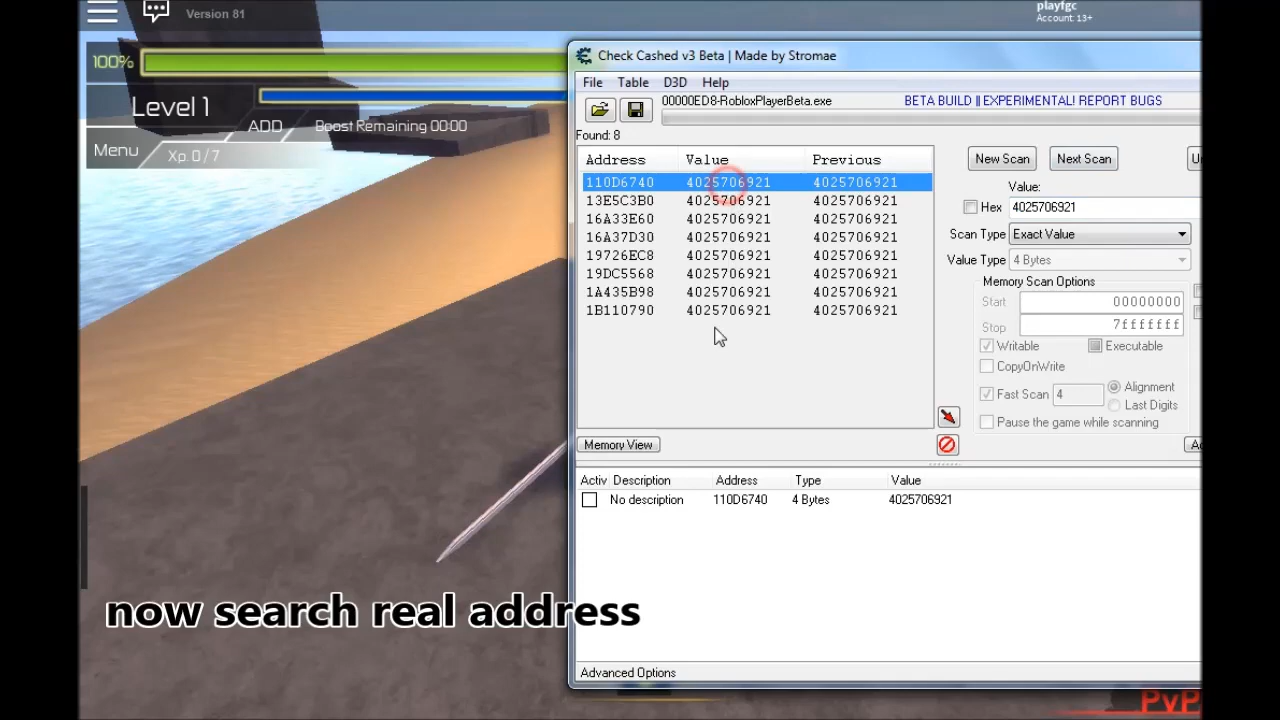 Version 81
playfgc
Account: 13+
100%
Level 1
ADD
Boost Remaining 00:00
Menu
Xp. 0 / 7
Check Cashed v3 Beta | Made by Stromae
File Table D3D Help
00000ED8-RobloxPlayerBeta.exe
BETA BUILD || EXPERIMENTAL! REPORT BUGS
Found: 8
Address Value Previous
110D6740 4025706921 4025706921
13E5C3B0 4025706921 4025706921
16A33E60 4025706921 4025706921
16A37D30 4025706921 4025706921
19726EC8 4025706921 4025706921
19DC5568 4025706921 4025706921
1A435B98 4025706921 4025706921
1B110790 4025706921 4025706921
New Scan Next Scan Un
Value:
Hex 4025706921
Scan Type Exact Value
Value Type 4 Bytes
Memory Scan Options
Start 00000000
Stop 7fffffff
Writable Executable
CopyOnWrite
Fast Scan 4 Alignment
Last Digits
Pause the game while scanning
Memory View
Activ Description Address Type Value
No description 110D6740 4 Bytes 4025706921
now search real address
Advanced Options
PvP